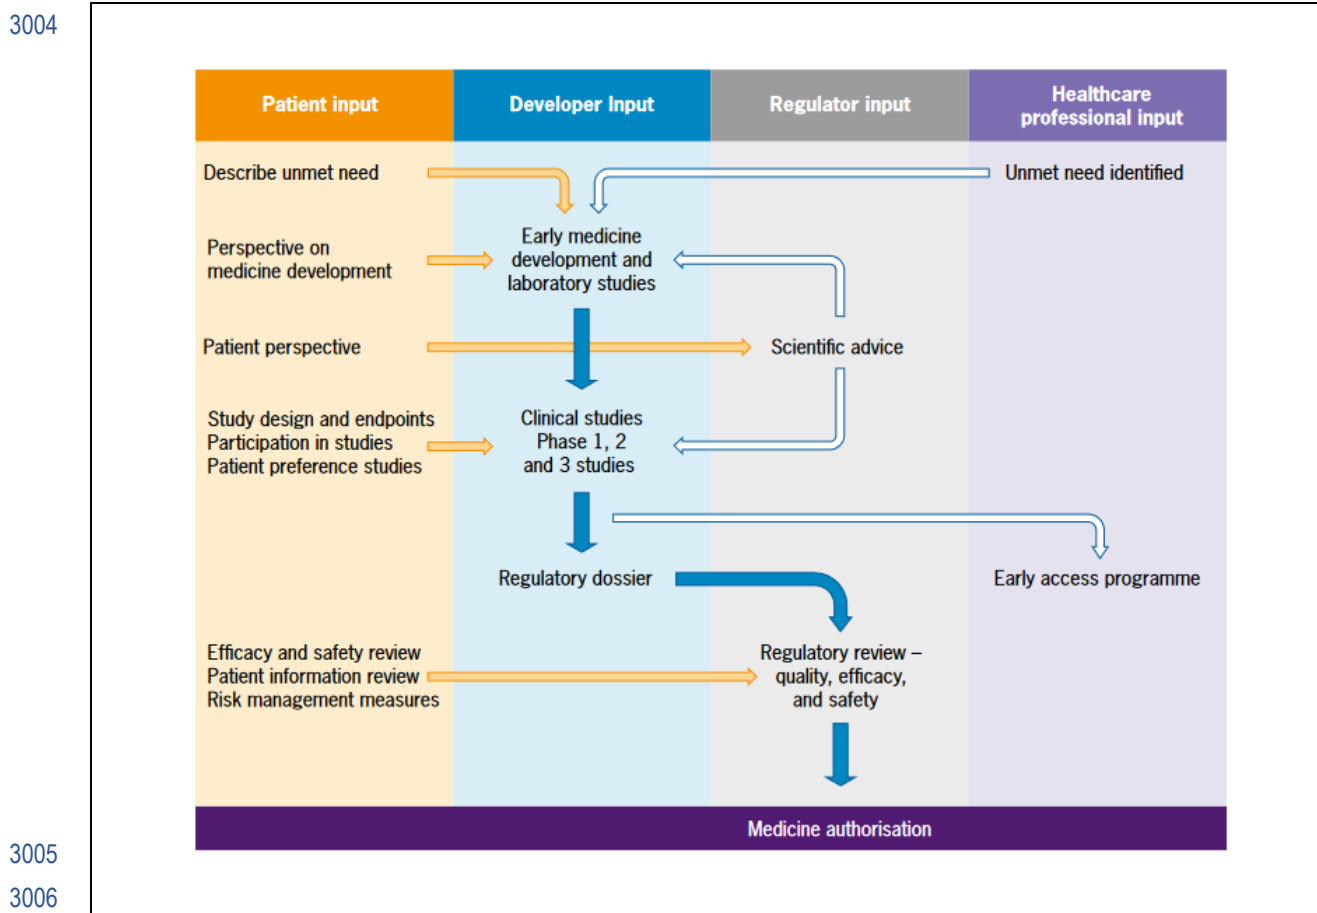 3004
Patient input
Developer Input
Regulator input
Healthcare
professional input
Describe unmet need
Unmet need identified
Perspective on
medicine development
Early medicine
development and
laboratory studies
Patient perspective
Scientific advice
Study design and endpoints
Participation in studies
Patient preference studies
Clinical studies
Phase 1, 2
and 3 studies
Regulatory dossier
Early access programme
Efficacy and safety review
Patient information review
Risk management measures
Regulatory review –
quality, efficacy,
and safety
Medicine authorisation
3005
3006